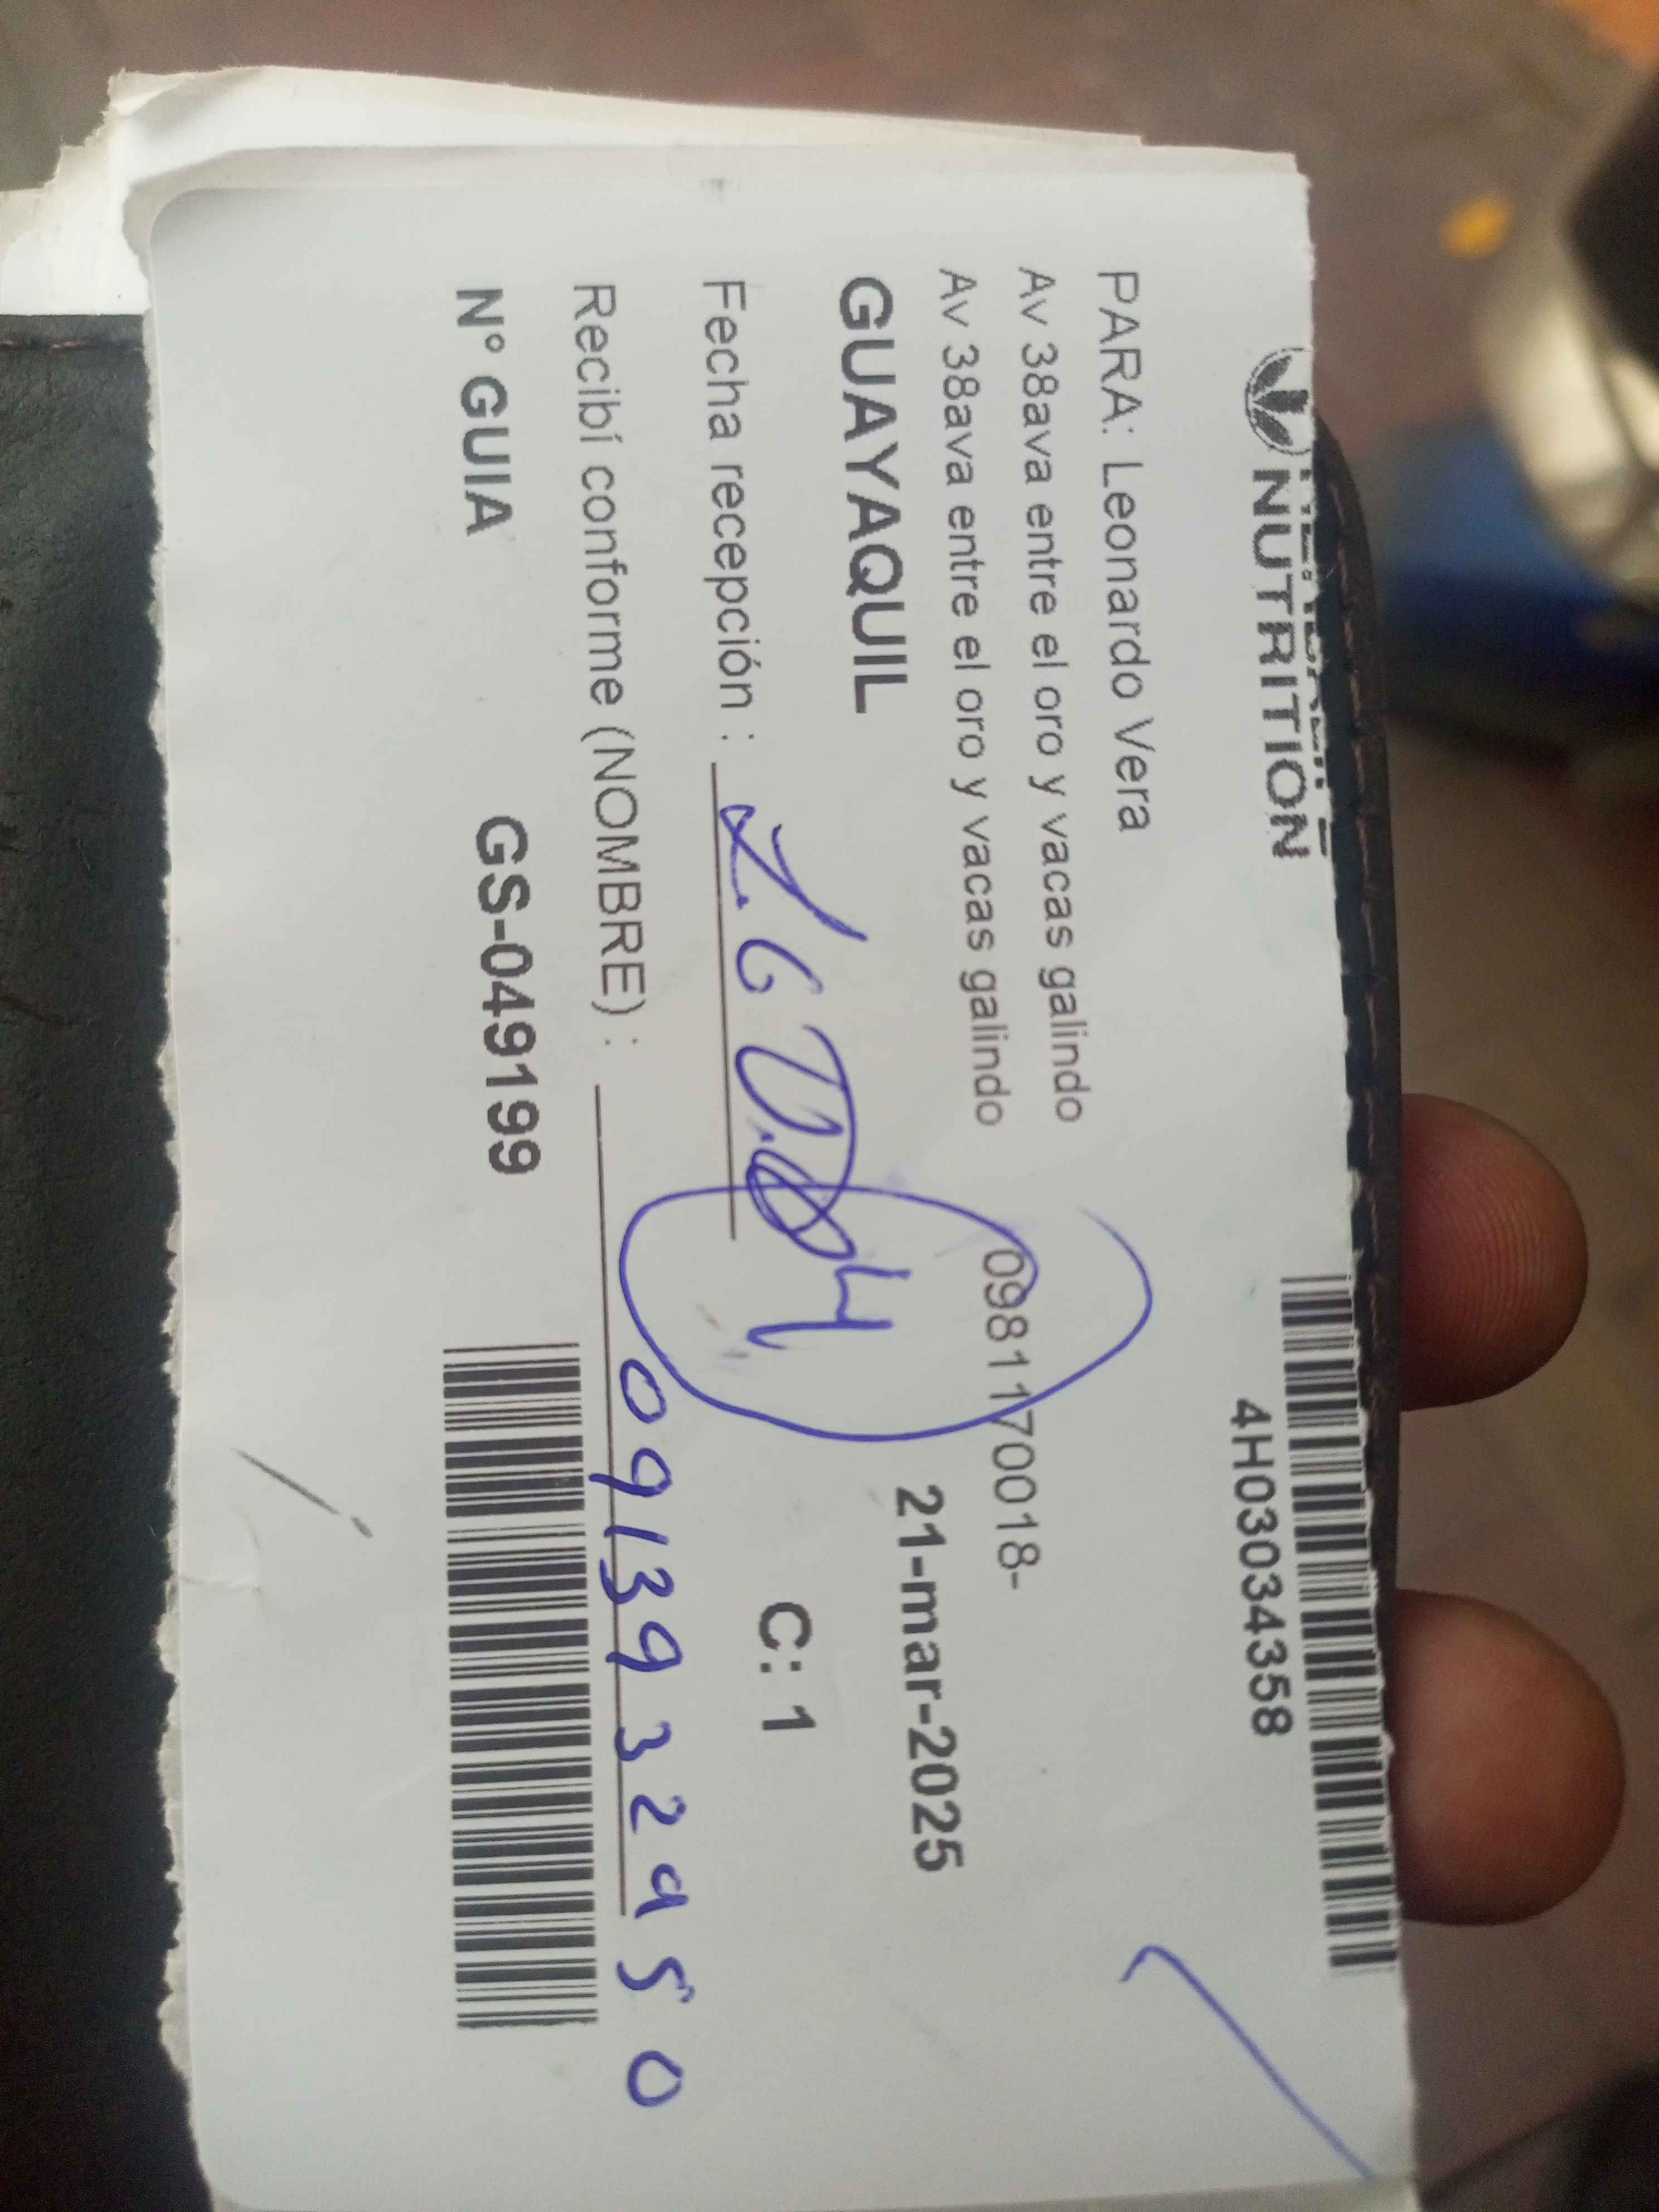 NUTRITION
4H03034358
PARA: Leonardo Vera
Av 38ava entre el oro y vacas galindo
Av 38ava entre el oro y vacas galindo
0981170018-
GUAYAQUIL
21-mar-2025
Fecha recepción :
C: 1
Recibí conforme (NOMBRE) : 0913932950
N° GUIA GS-049199